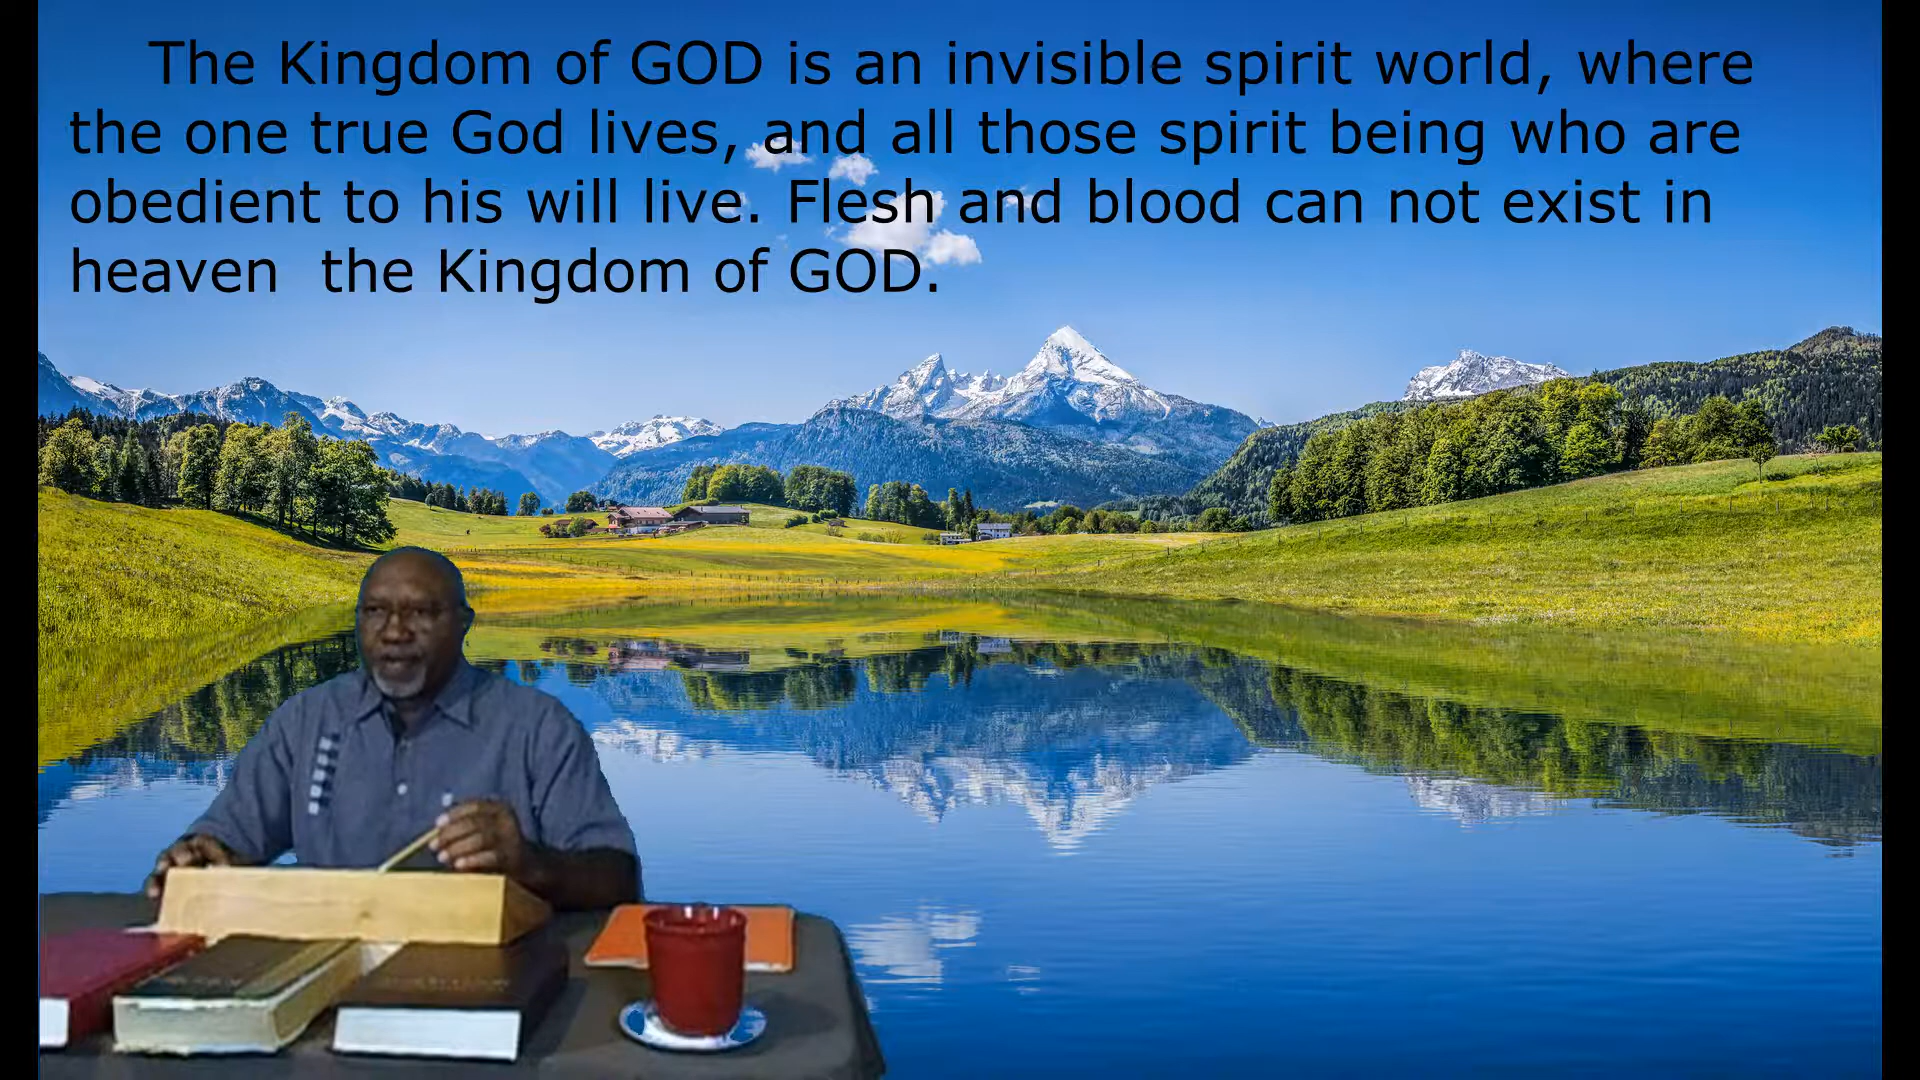 The Kingdom of GOD is an invisible spirit world, where
the one true God lives, and all those spirit being who are
obedient to his will live. Flesh and blood can not exist in
heaven the Kingdom of GOD.